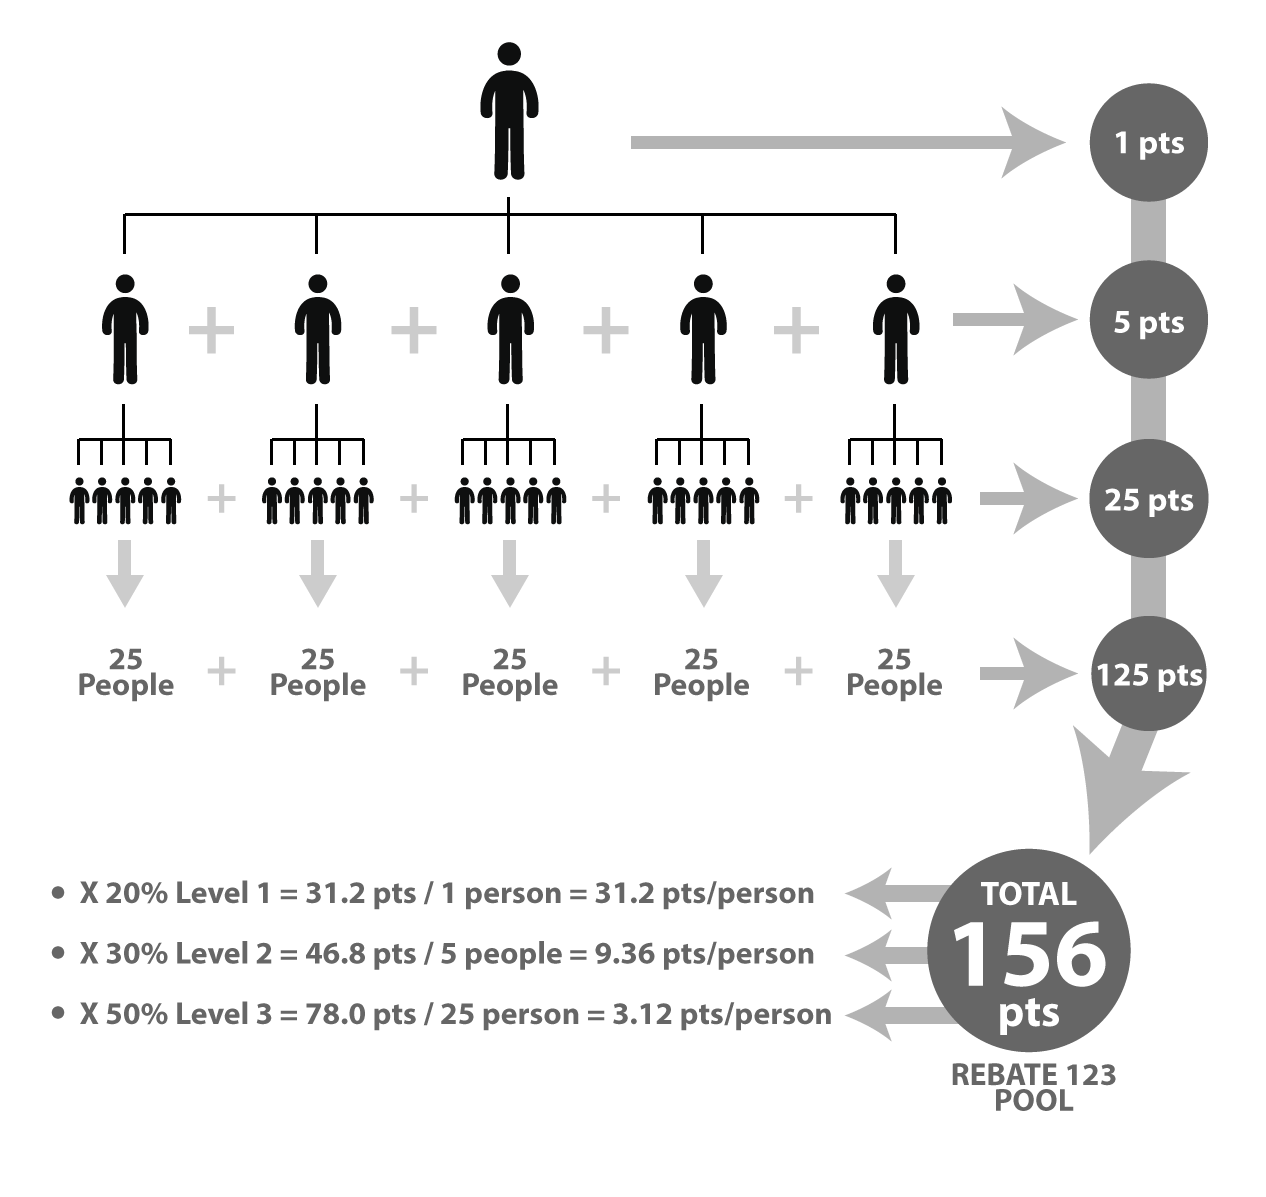 1 pts
5 pts
25 pts
25 People + 25 People + 25 People + 25 People + 25 People
125 pts
• X 20% Level 1 = 31.2 pts / 1 person = 31.2 pts/person
• X 30% Level 2 = 46.8 pts / 5 people = 9.36 pts/person
• X 50% Level 3 = 78.0 pts / 25 person = 3.12 pts/person
TOTAL
156
pts
REBATE 123
POOL